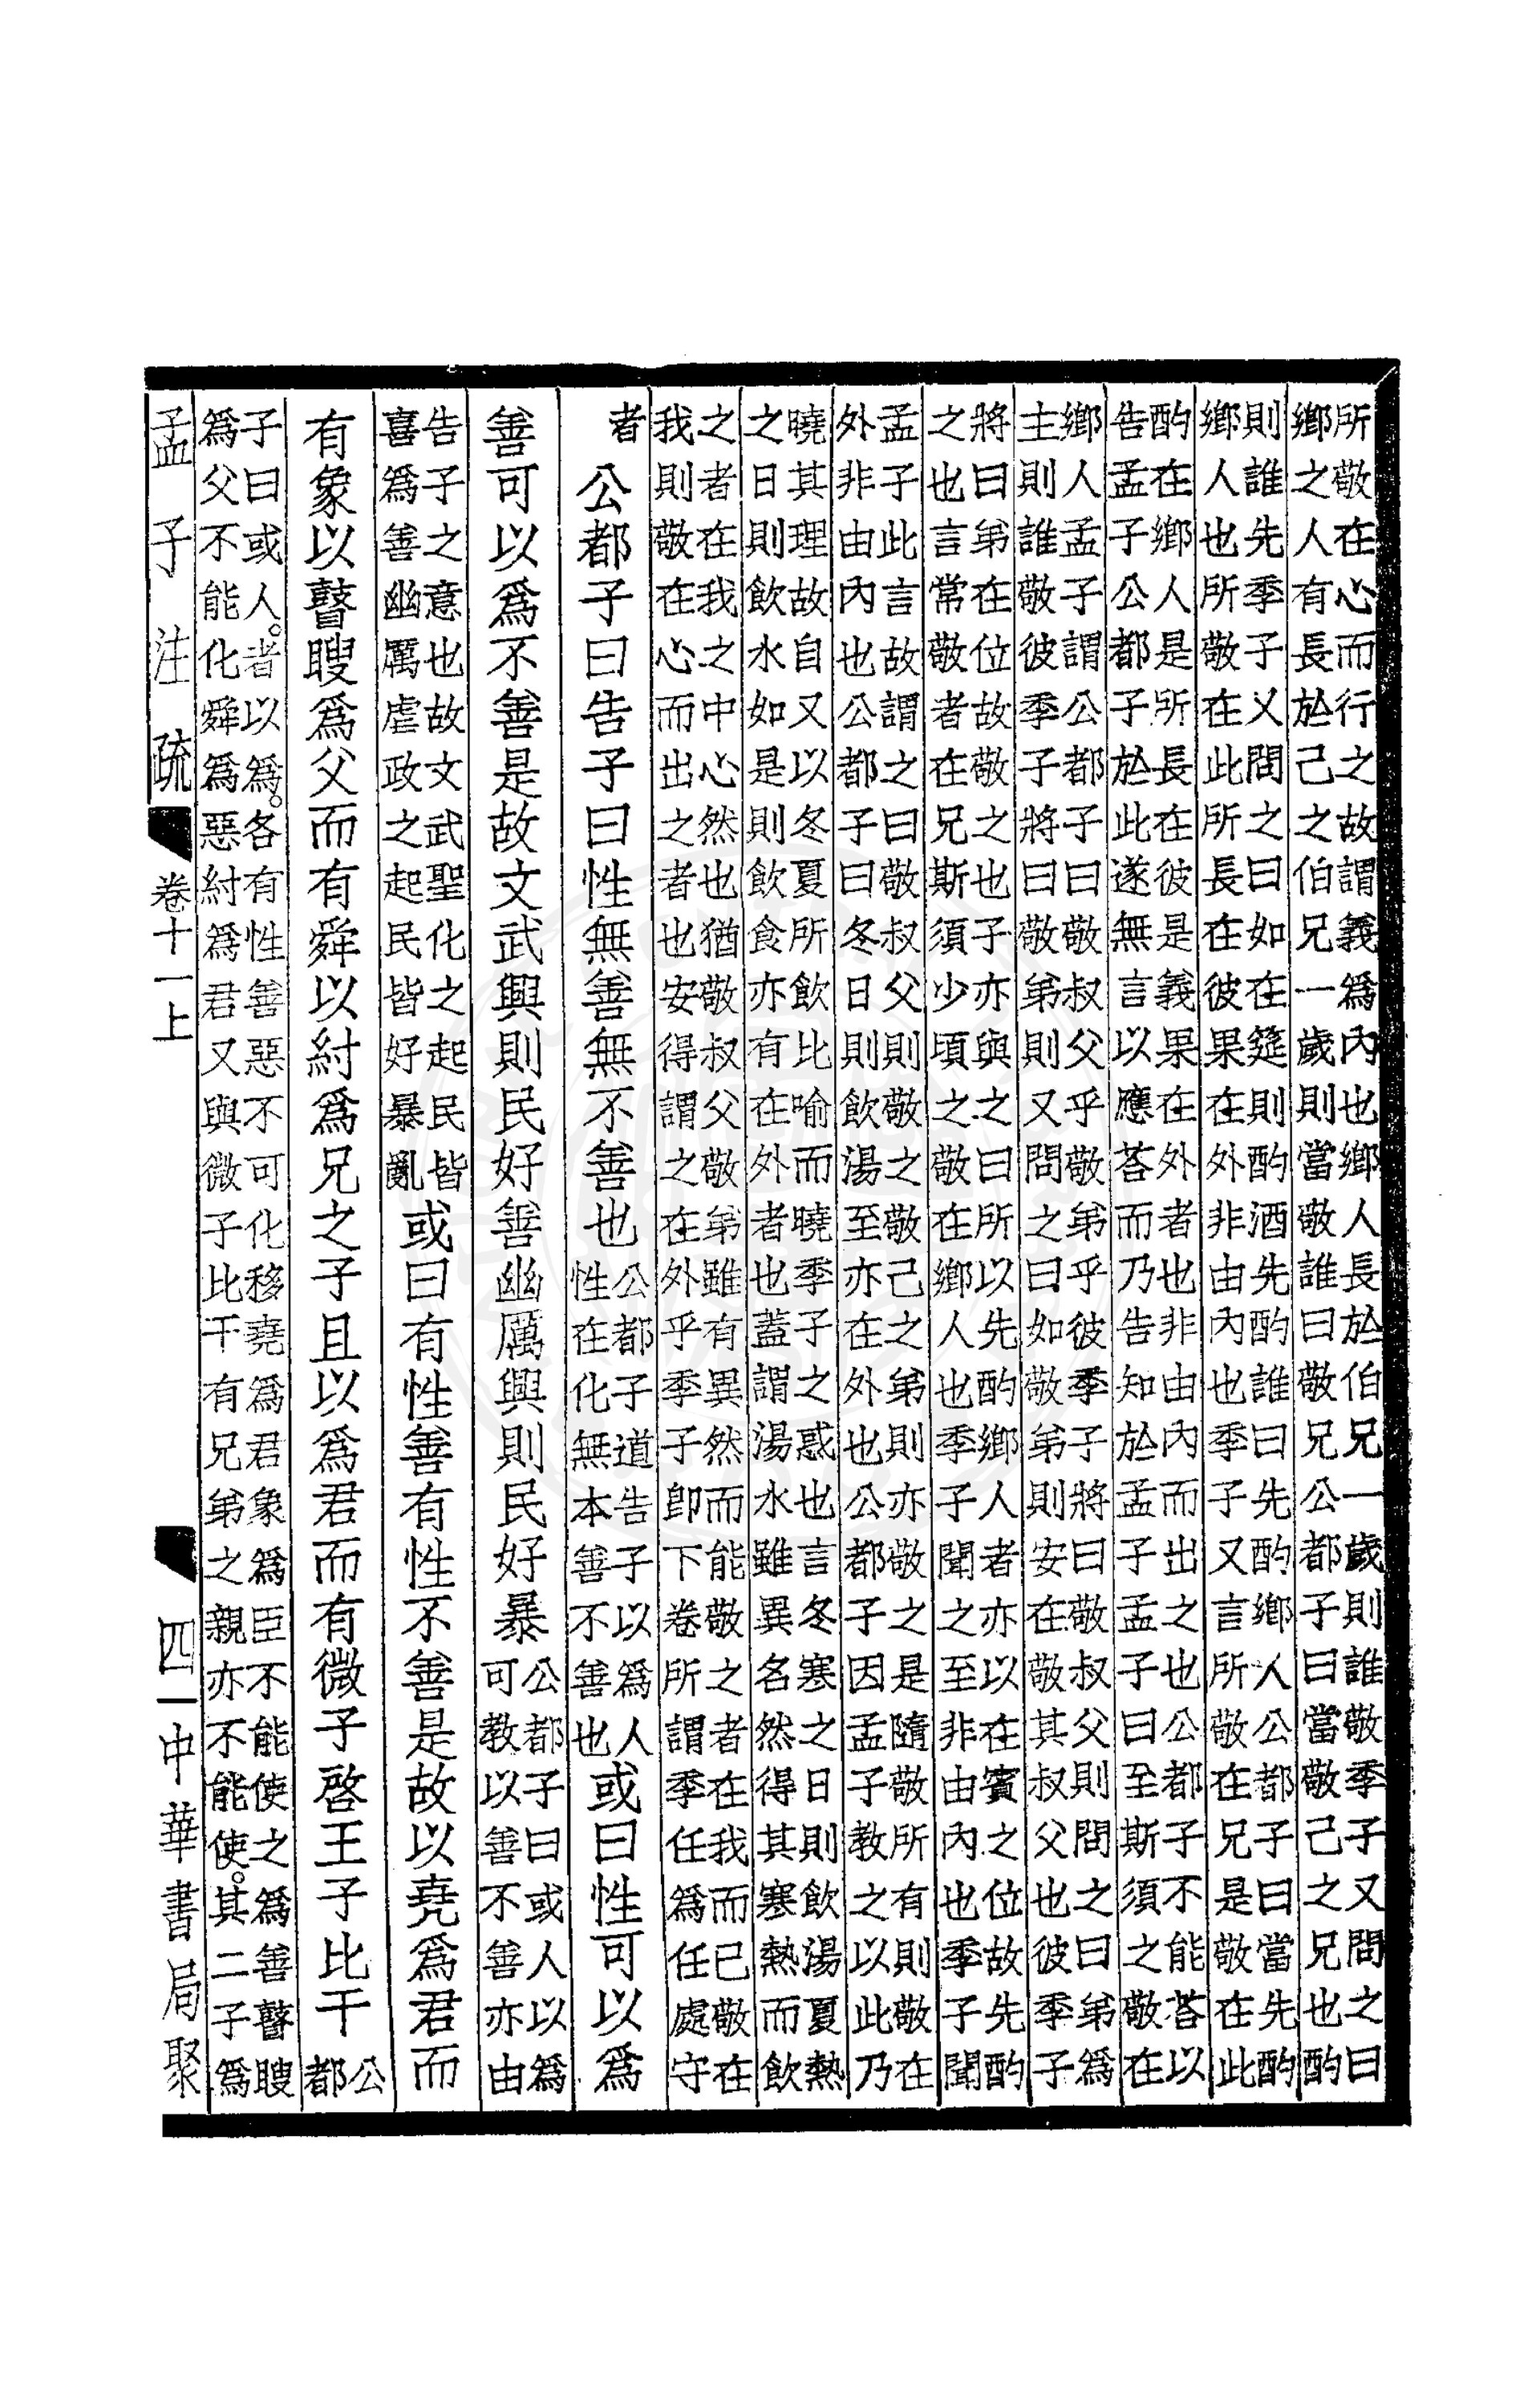 所敬在心而行之故謂義爲內也鄉人長於伯兄一歲則誰敬季子又問之曰
鄉之人有長於己之伯兄一歲則當敬誰曰敬兄公都子曰當敬己之兄也酌
則誰先季子又問之曰如在筵則酌酒先酌誰曰先酌鄉人公都子曰當先酌
鄉人也所敬在此所長在彼果在外非由內也季子又言所敬在兄是敬在此
酌在鄉人是所長在彼是義果在外者也非由內而出之也公都子不能荅以
告孟子公都子於此遂無言以應荅而乃告知於孟子孟子曰至斯須之敬在
鄉人孟子謂公都子曰敬叔父乎敬弟乎彼季子將曰敬叔父則問之曰弟爲
主則誰敬彼季子將曰敬弟則又問之曰如敬弟則安在敬其叔父也彼季子
將曰弟在位故敬之也子亦與之曰所以先酌鄉人者亦以在賓之位故先酌
之也言常敬者在兄斯須少頃之敬在鄉人也季子聞之至非由內也季子聞
孟子此言故謂之曰敬叔父則敬之敬己之弟則亦敬之是隨敬所有則敬在
外非由內也公都子曰冬日則飲湯至亦在外也公都子因孟子教之以此乃
曉其理故自又以冬夏所飲比喻而曉季子之惑也言冬寒之日則飲湯夏熱
之日則飲水如是則飲食亦有在外者也蓋謂湯水雖異名然得其寒熱而飲
之者在我之中心然也猶敬叔父敬弟雖有異然而能敬之者在我而已敬在
我則敬在心而出之者也安得謂之在外乎季子卽下卷所謂季任爲任處守
者 公都子曰告子曰性無善無不善也公都子道告子以爲人性在化無本善不善也或曰性可以爲
善可以爲不善是故文武興則民好善幽厲興則民好暴公都子曰或人以爲可教以善不善亦由
告子之意也故文武聖化之起民皆喜爲善幽厲虐政之起民皆好暴亂或曰有性善有性不善是故以堯爲君而
有象以瞽瞍爲父而有舜以紂爲兄之子且以爲君而有微子啓王子比干公都
子曰或人。者以爲。各有性善惡不可化移堯爲君象爲臣不能使之爲善瞽瞍
爲父不能化舜爲惡紂爲君又與微子比干有兄弟之親亦不能使。其二子爲
孟子注疏 卷十一上 四一中華書局聚